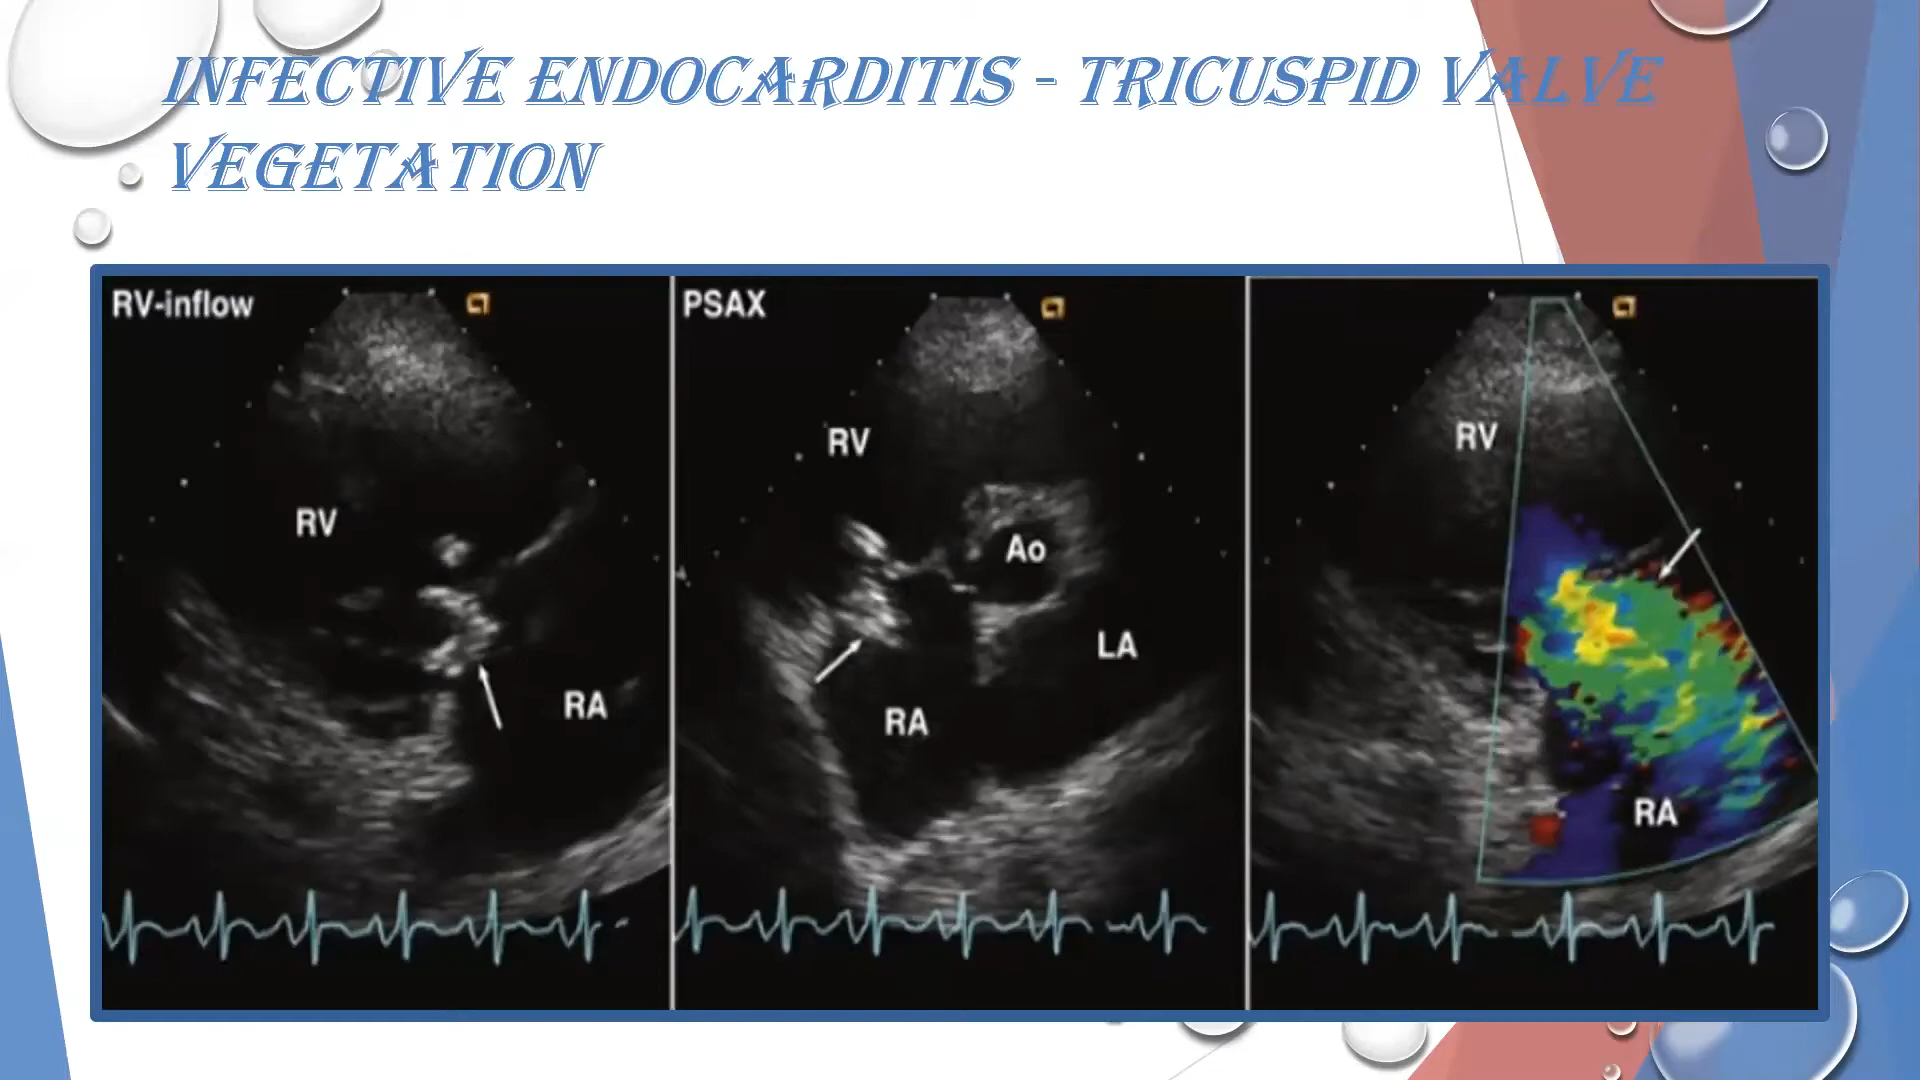 INFECTIVE ENDOCARDITIS - TRICUSPID VALVE
VEGETATION
RV-inflow
RV
RA
PSAX
RV
Ao
LA
RA
RV
RA